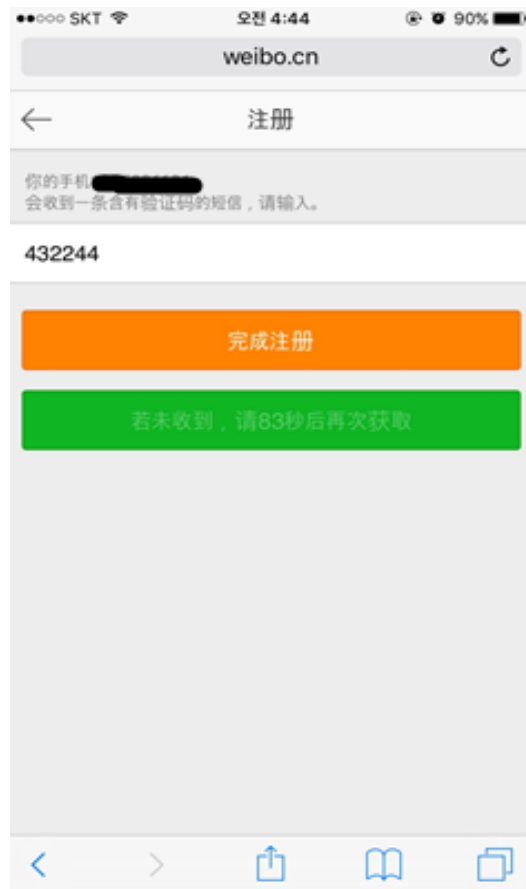 SKT 오전 4:44 90%
weibo.cn
注册
你的手机
会收到一条含有验证码的短信，请输入。
432244
完成注册
若未收到，请83秒后再次获取